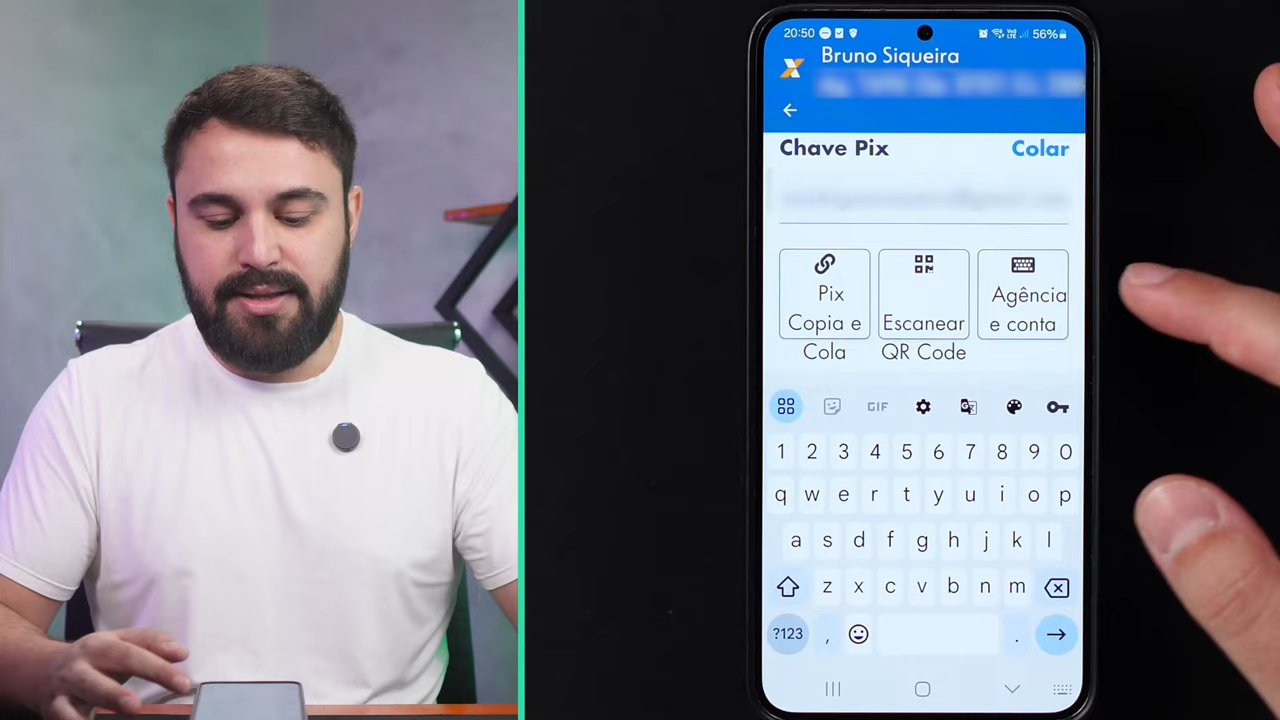 20:50
56%
Bruno Siqueira
Chave Pix
Colar
Pix
Copia e
Cola
Escanear
QR Code
Agência
e conta
GIF
1 2 3 4 5 6 7 8 9 0
q w e r t y u i o p
a s d f g h j k l
z x c v b n m
?123 , .